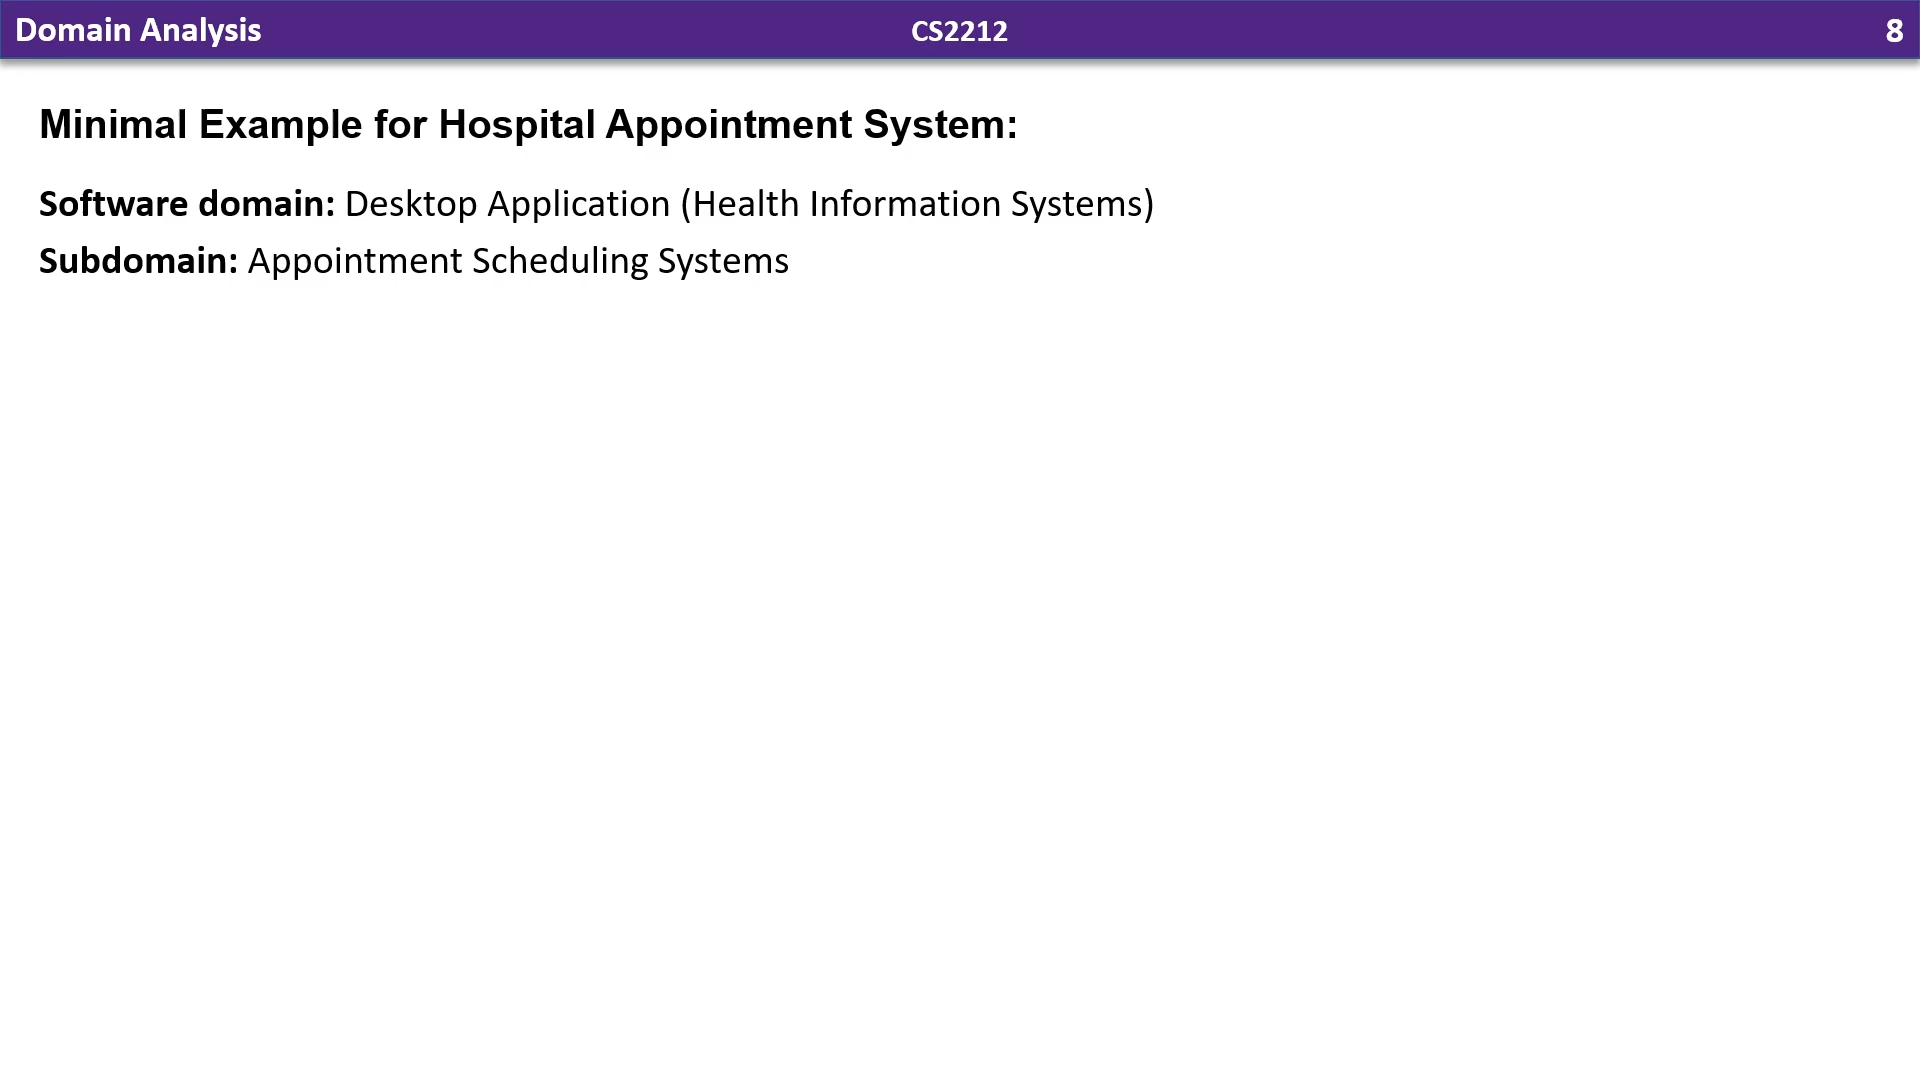 Domain Analysis
CS2212
8
Minimal Example for Hospital Appointment System:
Software domain: Desktop Application (Health Information Systems)
Subdomain: Appointment Scheduling Systems